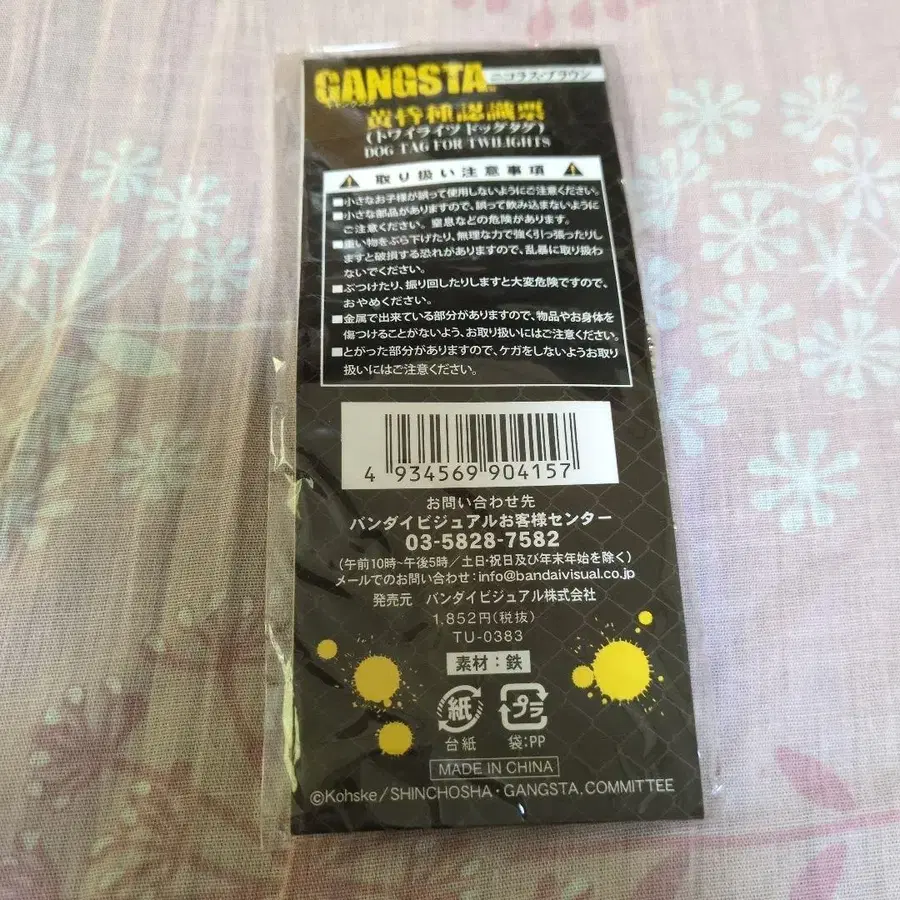 GANGSTA.
ギャングスタ
ニコラス・ブラウン
黄昏種認識票
(トワイライツ ドッグタグ)
DOG TAG FOR TWILIGHTS
取り扱い注意事項
■小さなお子様が誤って使用しないようにご注意ください。
■小さな部品がありますので、誤って飲み込まないように
ご注意ください。窒息などの危険があります。
■重い物をぶら下げたり、無理な力で強く引っ張ったりし
ますと破損する恐れがありますので、乱暴に取り扱わ
ないでください。
■ぶつけたり、振り回したりしますと大変危険ですので、
おやめください。
■金属で出来ている部分がありますので、物品やお身体を
傷つけることがないよう、お取り扱いにはご注意ください。
■とがった部分がありますので、ケガをしないようお取り
扱いにはご注意ください。
4 934569 904157
お問い合わせ先
バンダイビジュアルお客様センター
03-5828-7582
(午前10時~午後5時/土日・祝日及び年末年始を除く)
メールでのお問い合わせ:info@bandaivisual.co.jp
発売元 バンダイビジュアル株式会社
1,852円(税抜)
TU-0383
素材:鉄
紙 プラ
台紙 袋:PP
MADE IN CHINA
©Kohske/SHINCHOSHA・GANGSTA.COMMITTEE